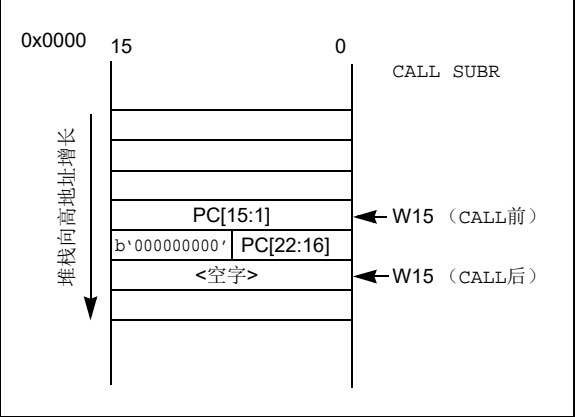 0x0000
15 0
CALL SUBR
堆栈向高地址增长
PC[15:1]
W15 （CALL前）
b‘000000000’ PC[22:16]
<空字>
W15 （CALL后）